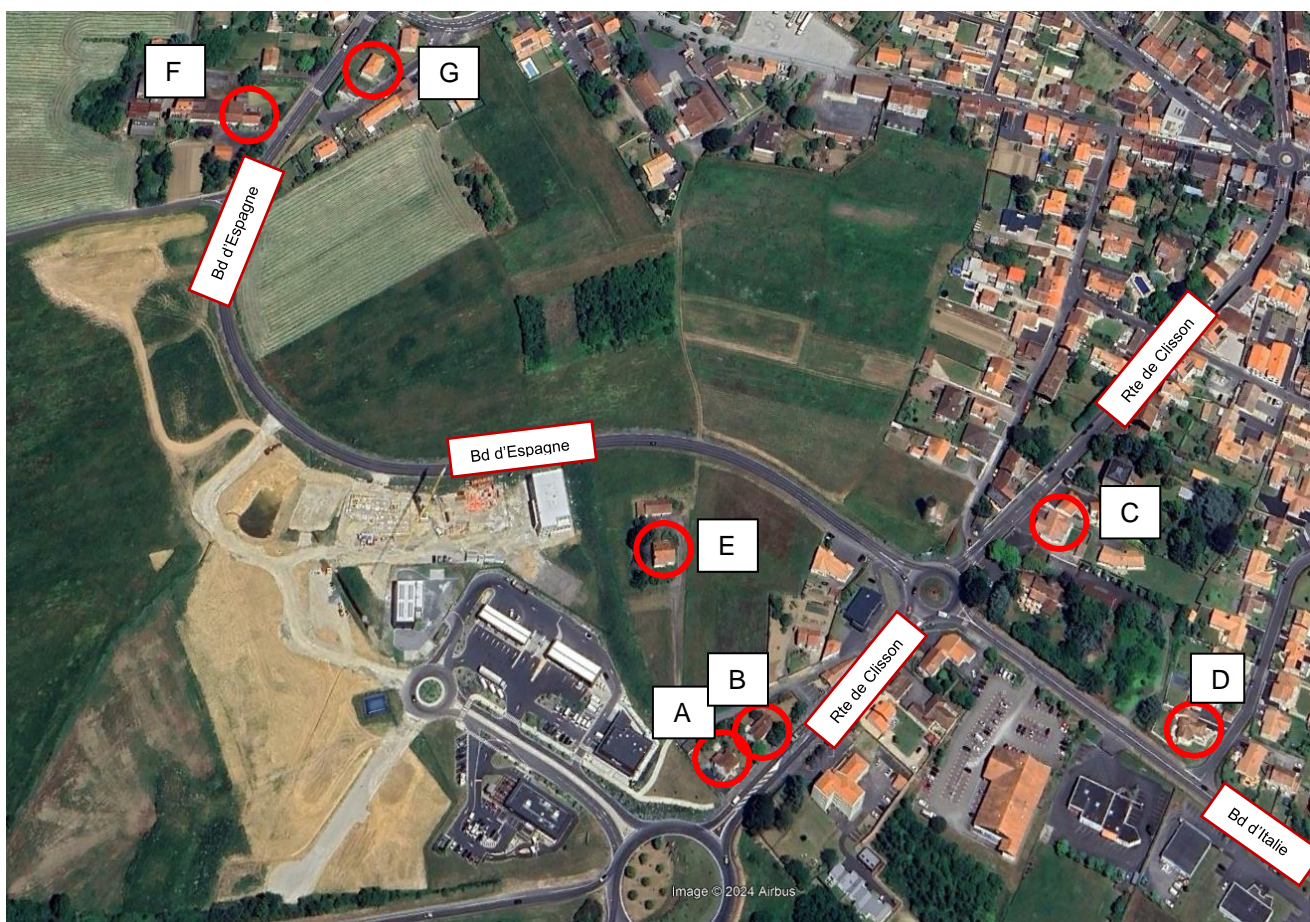 F
G
Bd d'Espagne
Rte de Clisson
Bd d'Espagne
C
E
Rte de Clisson
B
D
A
Bd d'Italie
Image © 2024 Airbus